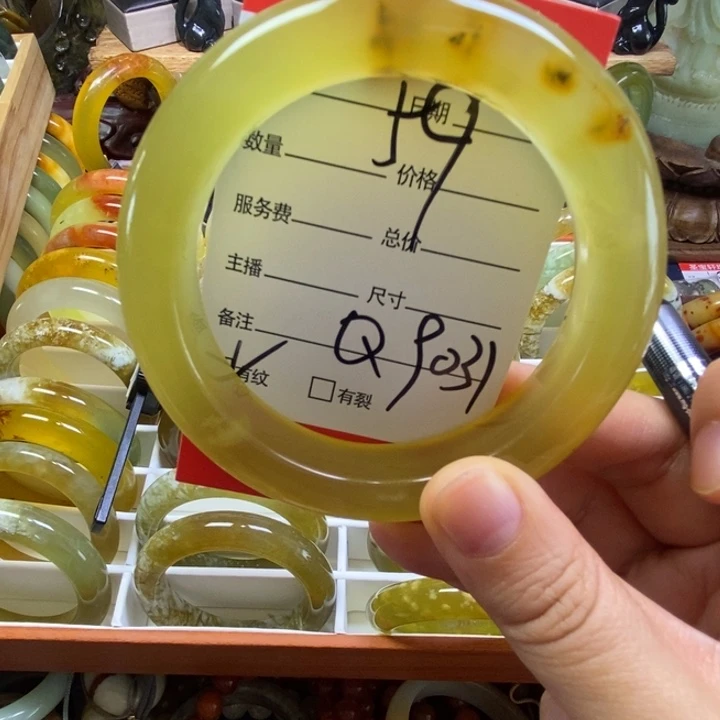 日期
数量 价格
服务费 总价
主播 尺寸
备注 Q9031
有纹 □有裂